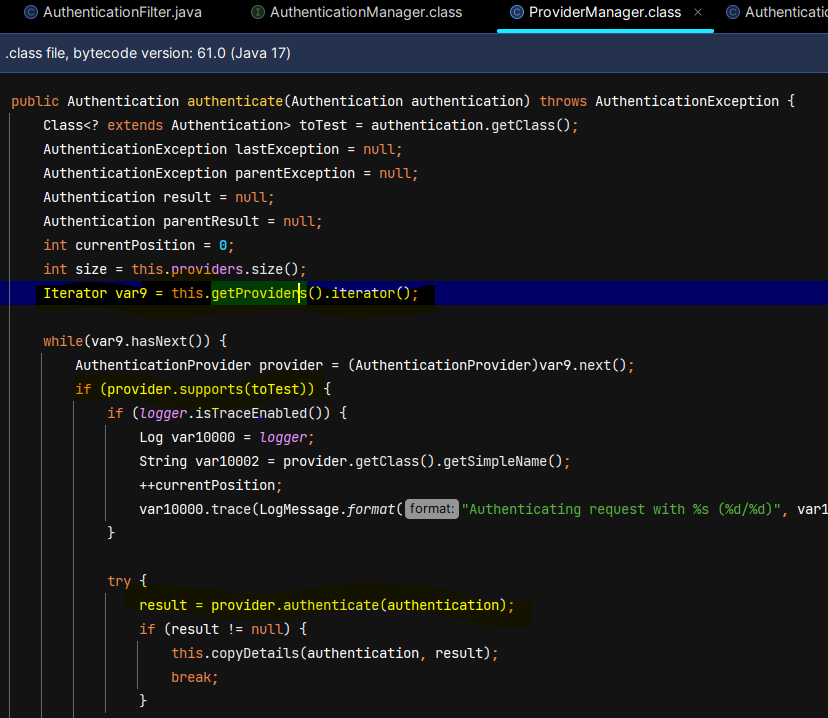 AuthenticationFilter.java AuthenticationManager.class ProviderManager.class Authenticatio
.class file, bytecode version: 61.0 (Java 17)
public Authentication authenticate(Authentication authentication) throws AuthenticationException {
Class<? extends Authentication> toTest = authentication.getClass();
AuthenticationException lastException = null;
AuthenticationException parentException = null;
Authentication result = null;
Authentication parentResult = null;
int currentPosition = 0;
int size = this.providers.size();
Iterator var9 = this.getProviders().iterator();
while(var9.hasNext()) {
AuthenticationProvider provider = (AuthenticationProvider)var9.next();
if (provider.supports(toTest)) {
if (logger.isTraceEnabled()) {
Log var10000 = logger;
String var10002 = provider.getClass().getSimpleName();
++currentPosition;
var10000.trace(LogMessage.format( format: "Authenticating request with %s (%d/%d)", var1
}
try {
result = provider.authenticate(authentication);
if (result != null) {
this.copyDetails(authentication, result);
break;
}